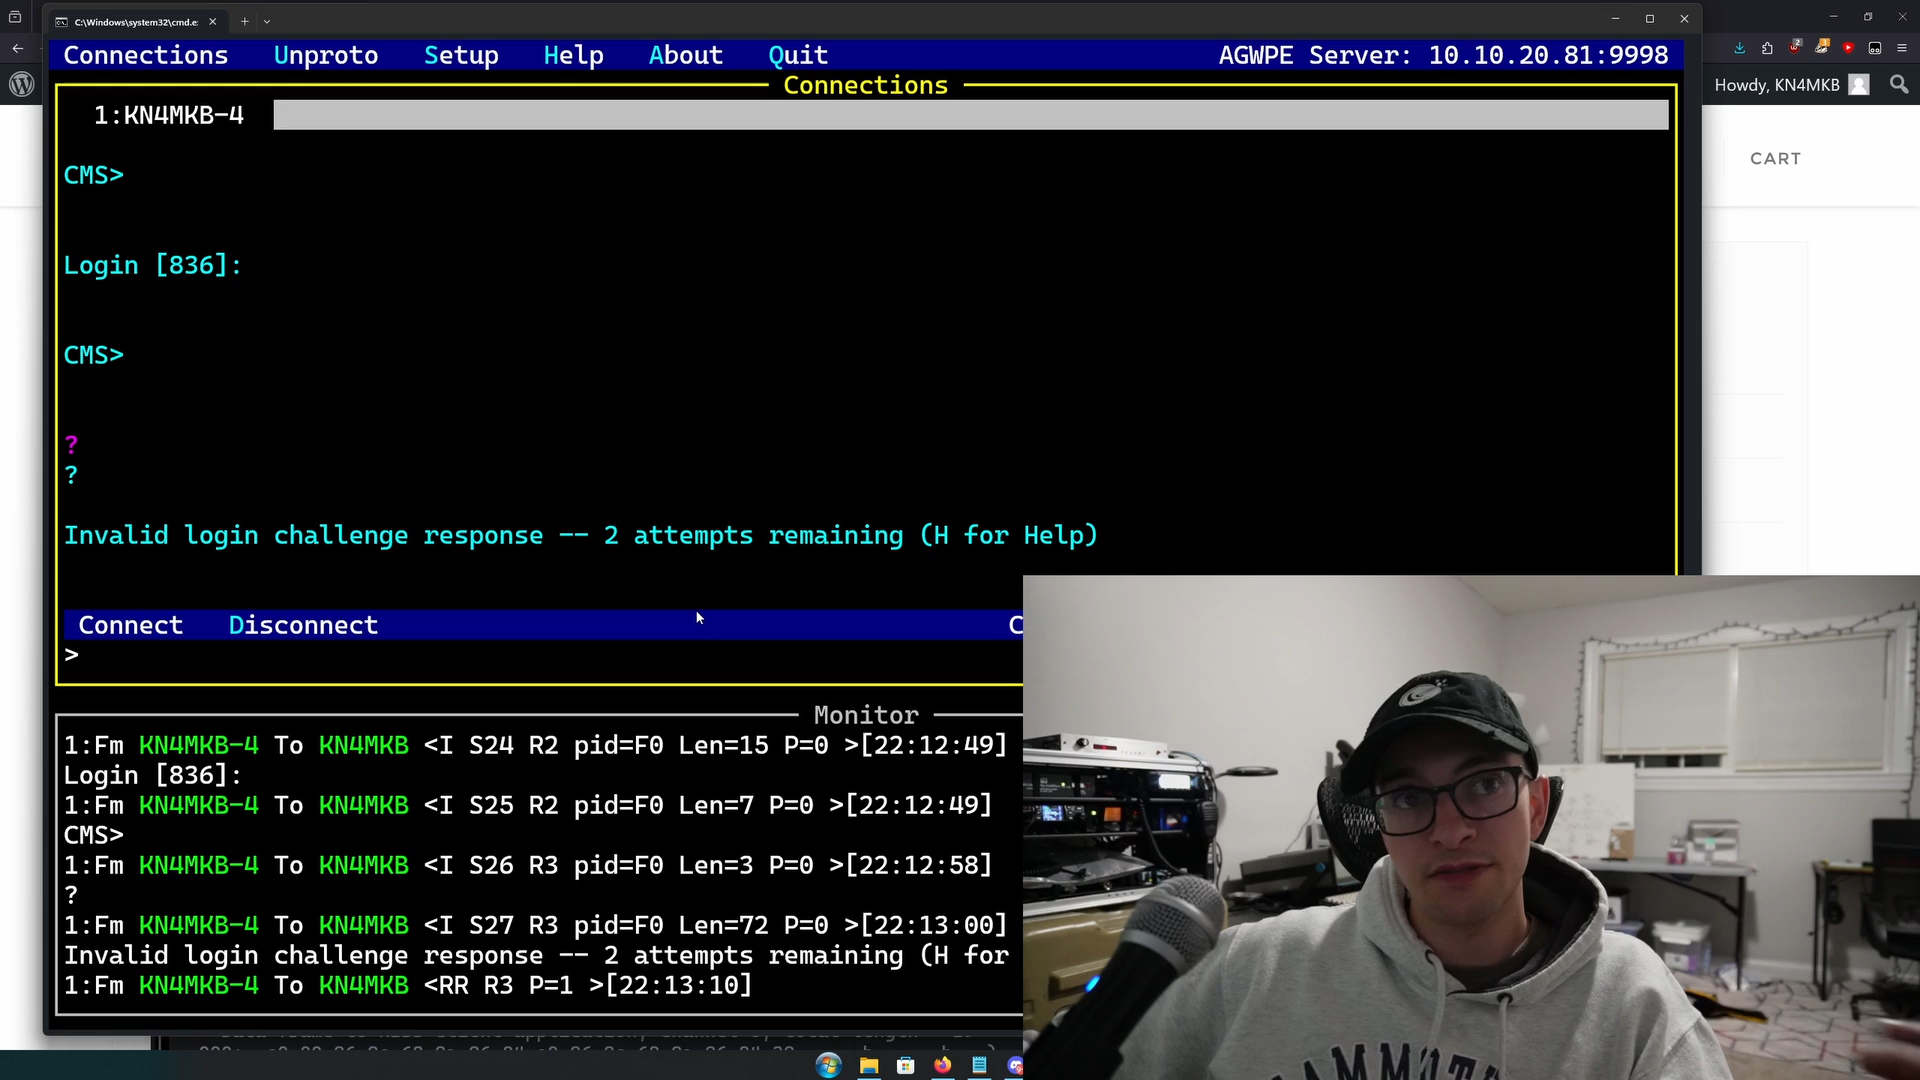 C:\Windows\system32\cmd.e:
Connections Unproto Setup Help About Quit AGWPE Server: 10.10.20.81:9998
Howdy, KN4MKB
CART
Connections
1:KN4MKB-4
CMS>
Login [836]:
CMS>
?
?
Invalid login challenge response -- 2 attempts remaining (H for Help)
Connect Disconnect C
>
Monitor
1:Fm KN4MKB-4 To KN4MKB <I S24 R2 pid=F0 Len=15 P=0 >[22:12:49]
Login [836]:
1:Fm KN4MKB-4 To KN4MKB <I S25 R2 pid=F0 Len=7 P=0 >[22:12:49]
CMS>
1:Fm KN4MKB-4 To KN4MKB <I S26 R3 pid=F0 Len=3 P=0 >[22:12:58]
?
1:Fm KN4MKB-4 To KN4MKB <I S27 R3 pid=F0 Len=72 P=0 >[22:13:00]
Invalid login challenge response -- 2 attempts remaining (H for
1:Fm KN4MKB-4 To KN4MKB <RR R3 P=1 >[22:13:10]